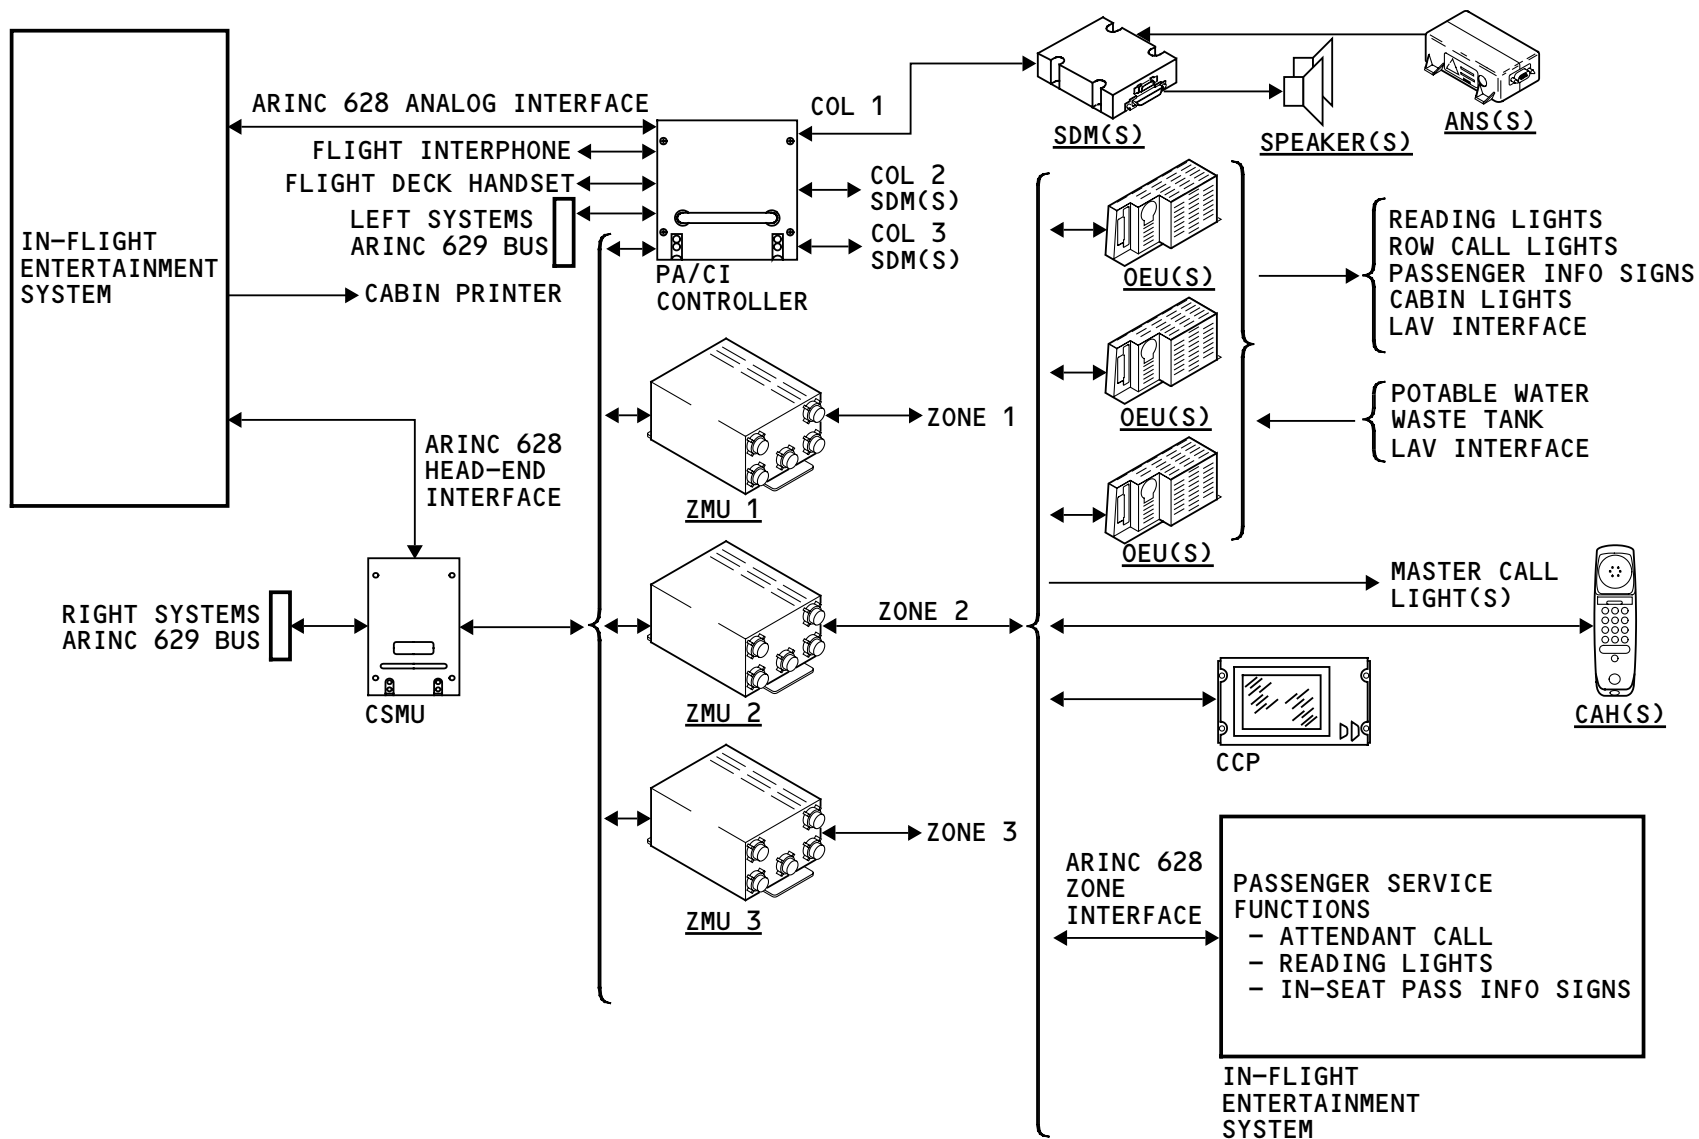 IN-FLIGHT
ENTERTAINMENT
SYSTEM
ARINC 628 ANALOG INTERFACE
FLIGHT INTERPHONE
FLIGHT DECK HANDSET
LEFT SYSTEMS
ARINC 629 BUS
CABIN PRINTER
ARINC 628
HEAD-END
INTERFACE
RIGHT SYSTEMS
ARINC 629 BUS
CSMU
PA/CI
CONTROLLER
COL 1
COL 2
SDM(S)
COL 3
SDM(S)
ZMU 1
ZONE 1
ZMU 2
ZONE 2
ZMU 3
ZONE 3
SDM(S)
SPEAKER(S)
ANS(S)
OEU(S)
OEU(S)
OEU(S)
READING LIGHTS
ROW CALL LIGHTS
PASSENGER INFO SIGNS
CABIN LIGHTS
LAV INTERFACE
POTABLE WATER
WASTE TANK
LAV INTERFACE
MASTER CALL
LIGHT(S)
CAH(S)
CCP
ARINC 628
ZONE
INTERFACE
PASSENGER SERVICE
FUNCTIONS
- ATTENDANT CALL
- READING LIGHTS
- IN-SEAT PASS INFO SIGNS
IN-FLIGHT
ENTERTAINMENT
SYSTEM